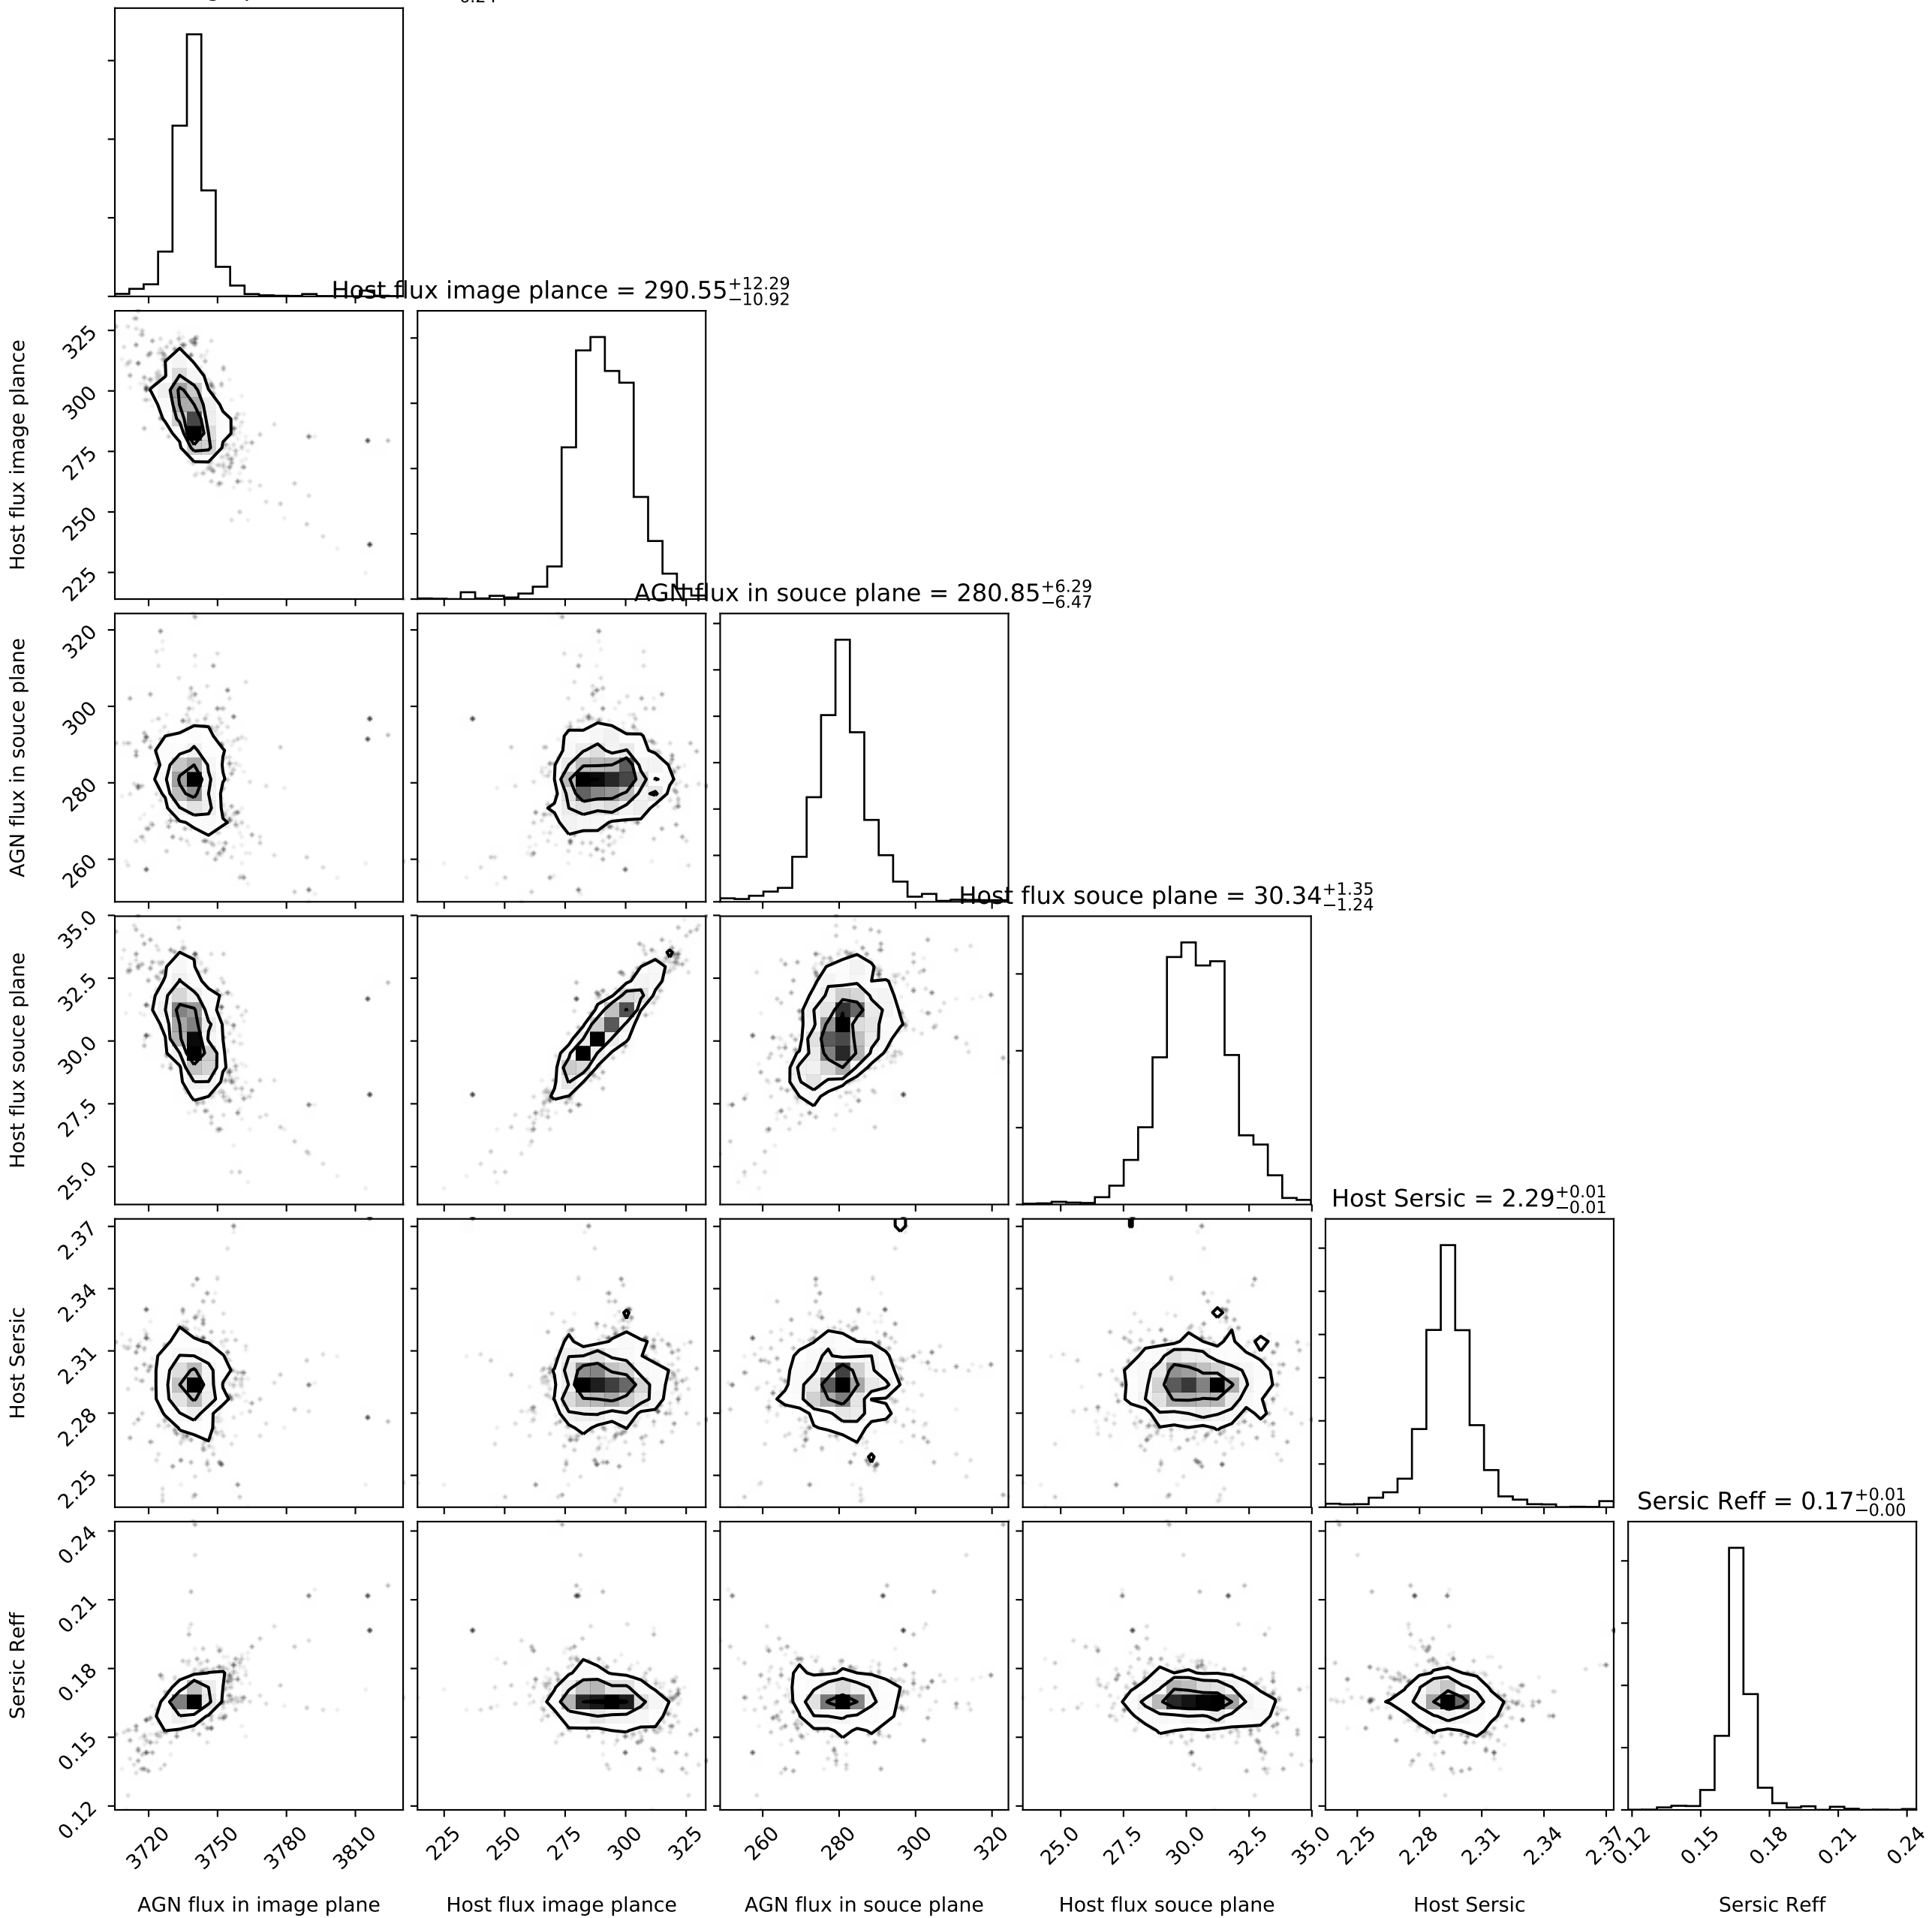 Host flux image plance = 290.55+12.29−10.92
325
300
275
250
225
Host flux image plance
AGN flux in souce plane = 280.85+6.29−6.47
320
300
280
260
AGN flux in souce plane
Host flux souce plane = 30.34+1.35−1.24
35.0
32.5
30.0
27.5
25.0
Host flux souce plane
Host Sersic = 2.29+0.01−0.01
2.37
2.34
2.31
2.28
2.25
Host Sersic
Sersic Reff = 0.17+0.01−0.00
0.24
0.21
0.18
0.15
0.12
Sersic Reff
3720 3750 3780 3810 225 250 275 300 325 260 280 300 320 25.0 27.5 30.0 32.5 35.0 2.25 2.28 2.31 2.34 2.37 0.12 0.15 0.18 0.21 0.24
AGN flux in image plane Host flux image plance AGN flux in souce plane Host flux souce plane Host Sersic Sersic Reff